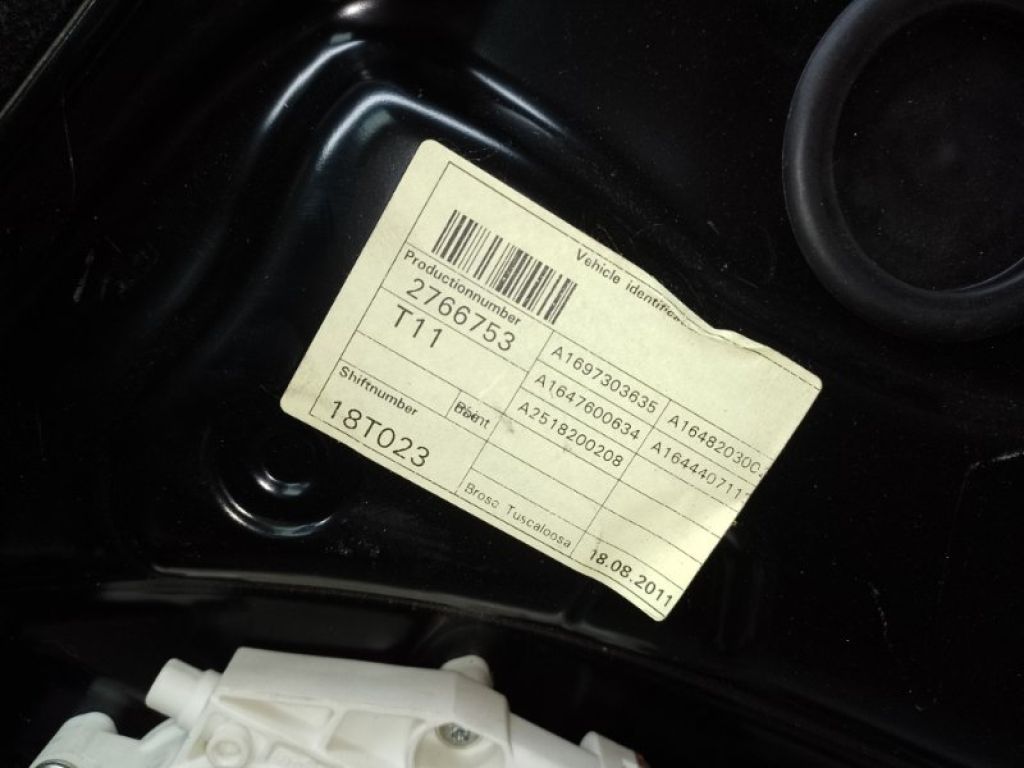 Vehicle identific
Productionnumber
2766753
T11
Shiftnumber
18T023
A1697303635
A1647600634
A2518200208
A164820300
A164440711
Brose Tuscaloosa
18.08.2011